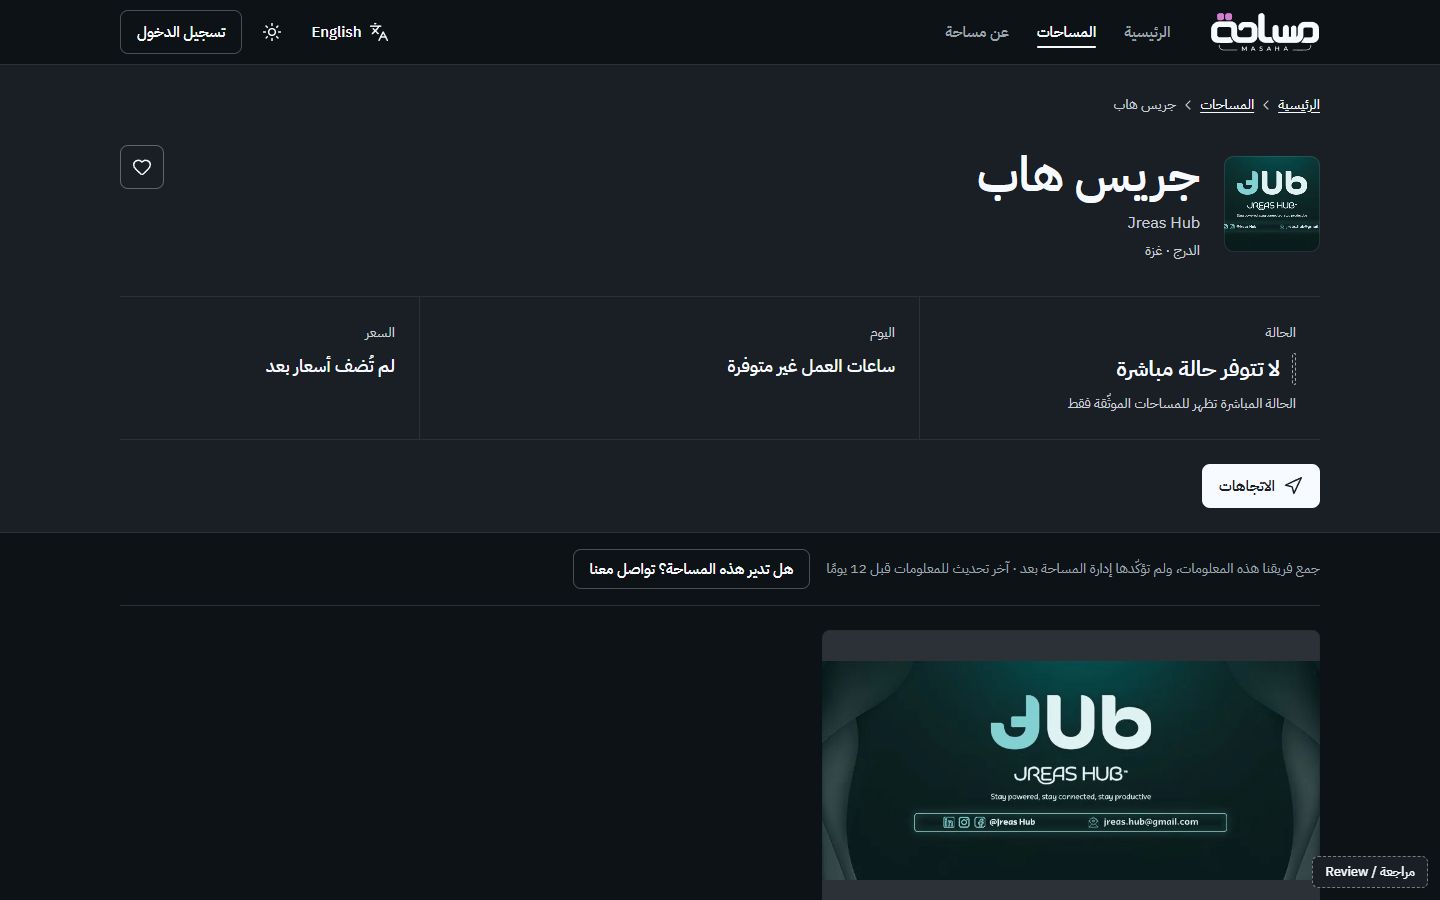 مساحة
MASAHA
الرئيسية
المساحات
عن مساحة
English
تسجيل الدخول
الرئيسية
المساحات
جريس هاب
JUb
JREAS HUB
جريس هاب
Jreas Hub
الدرج · غزة
الحالة
لا تتوفر حالة مباشرة
الحالة المباشرة تظهر للمساحات الموثّقة فقط
اليوم
ساعات العمل غير متوفرة
السعر
لم تُضف أسعار بعد
الاتجاهات
جمع فريقنا هذه المعلومات، ولم تؤكّدها إدارة المساحة بعد · آخر تحديث للمعلومات قبل 12 يومًا
هل تدير هذه المساحة؟ تواصل معنا
JUb
JREAS HUB
Stay powered, stay connected, stay productive
@Jreas Hub
jreas.hub@gmail.com
مراجعة / Review